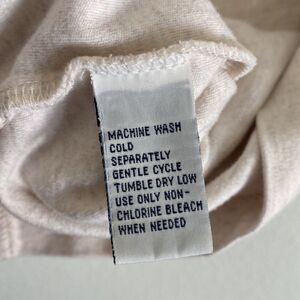 MACHINE WASH
COLD
SEPARATELY
GENTLE CYCLE
TUMBLE DRY LOW
USE ONLY NON-
CHLORINE BLEACH
WHEN NEEDED